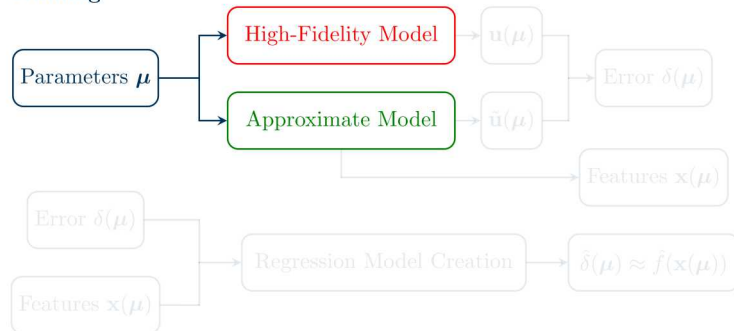 High-Fidelity Model
u(μ)
Parameters μ
Error δ(μ)
Approximate Model
ũ(μ)
Features x(μ)
Error δ(μ)
Regression Model Creation
δ̂(μ) ≈ f̂(x(μ))
Features x(μ)